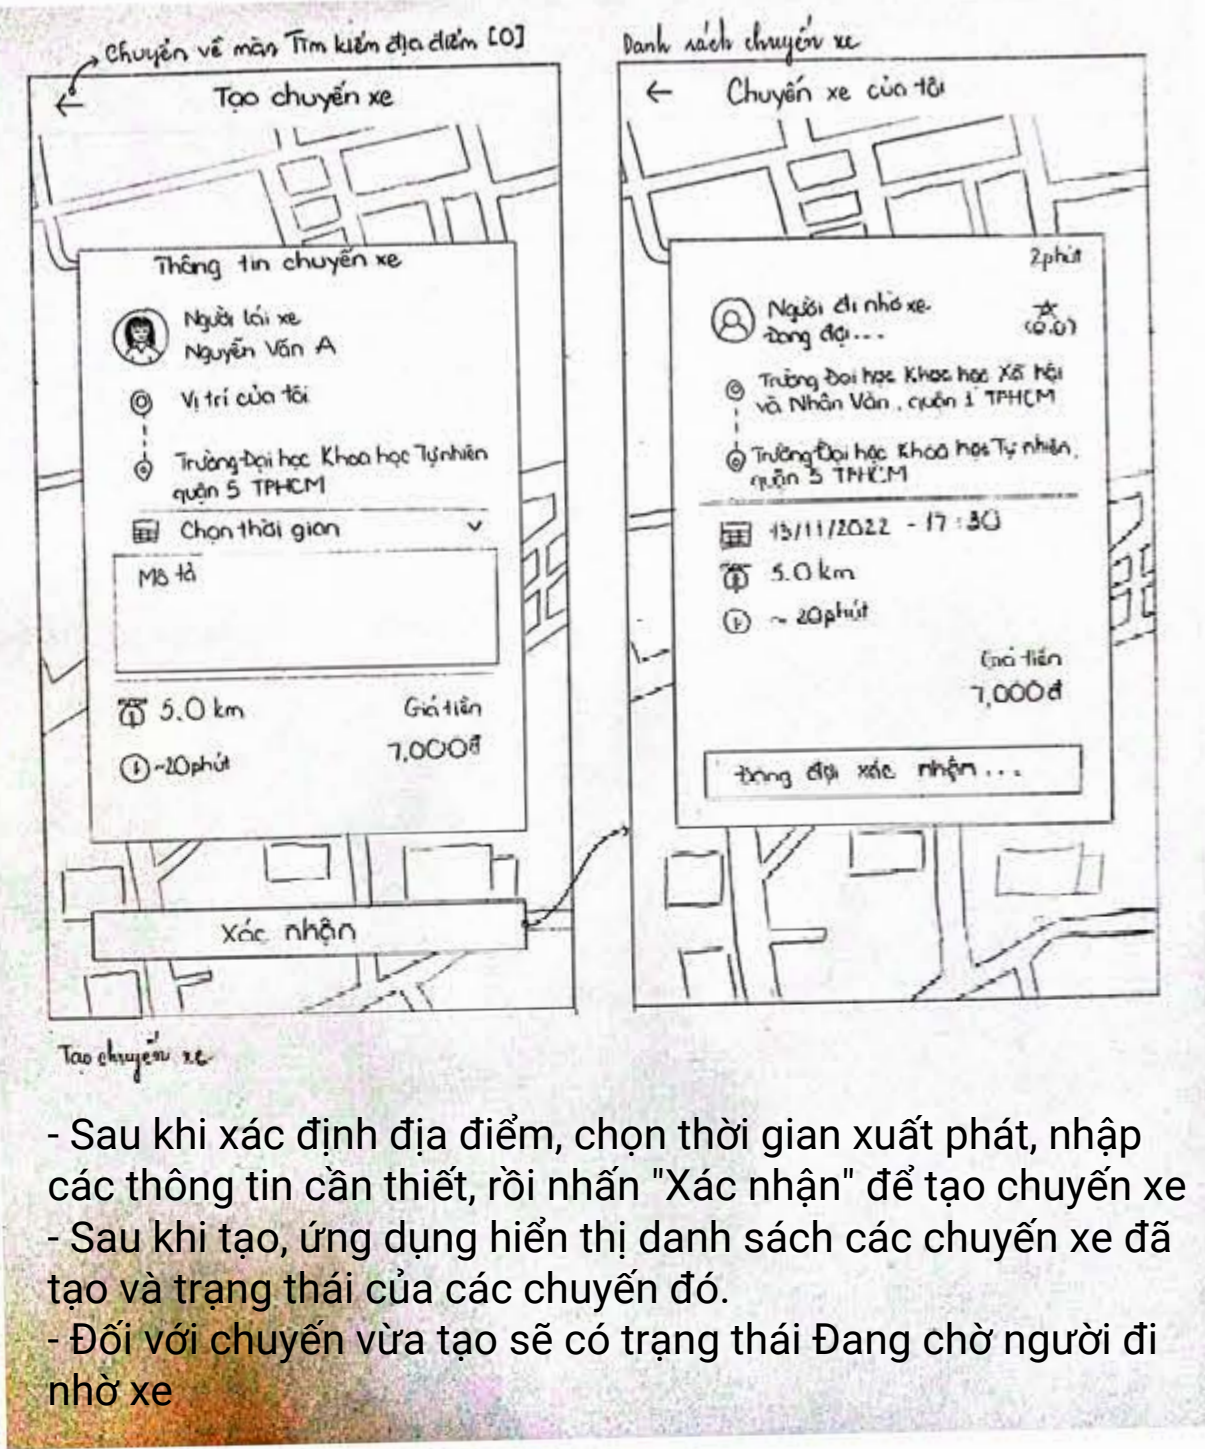 Chuyển về màn Tìm kiếm địa điểm [0]
Tạo chuyến xe
Thông tin chuyến xe
Người lái xe
Nguyễn Văn A
Vị trí của tôi
Trường Đại học Khoa học Tự nhiên
quận 5 TPHCM
Chọn thời gian
Mô tả
5.0 km
Giá tiền
~20phút
7.000đ
Xác nhận
Tạo chuyến xe
Danh sách chuyến xe
Chuyến xe của tôi
2phút
Người đi nhờ xe
Đang đợi...
(0.0)
Trường Đại học Khoa học Xã hội
và Nhân Văn, quận 1 TPHCM
Trường Đại học Khoa học Tự nhiên,
quận 5 TPHCM
13/11/2022 - 17:30
5.0 km
~ 20phút
Giá tiền
7,000đ
Đang đợi xác nhận...
- Sau khi xác định địa điểm, chọn thời gian xuất phát, nhập
các thông tin cần thiết, rồi nhấn "Xác nhận" để tạo chuyến xe
- Sau khi tạo, ứng dụng hiển thị danh sách các chuyến xe đã
tạo và trạng thái của các chuyến đó.
- Đối với chuyến vừa tạo sẽ có trạng thái Đang chờ người đi
nhờ xe